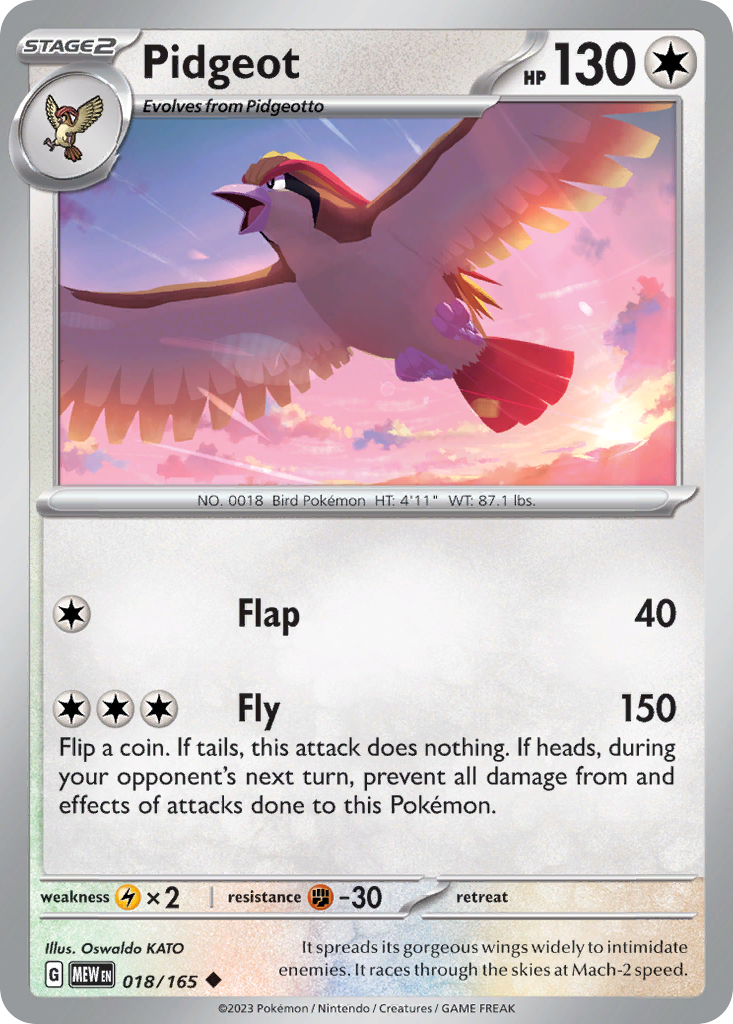 STAGE2
Pidgeot
HP 130
Evolves from Pidgeotto
NO. 0018 Bird Pokémon HT: 4'11" WT: 87.1 lbs.
Flap 40
Fly 150
Flip a coin. If tails, this attack does nothing. If heads, during
your opponent's next turn, prevent all damage from and
effects of attacks done to this Pokémon.
weakness ×2 resistance -30 retreat
Illus. Oswaldo KATO
It spreads its gorgeous wings widely to intimidate
enemies. It races through the skies at Mach-2 speed.
G MEW EN 018/165
©2023 Pokémon / Nintendo / Creatures / GAME FREAK